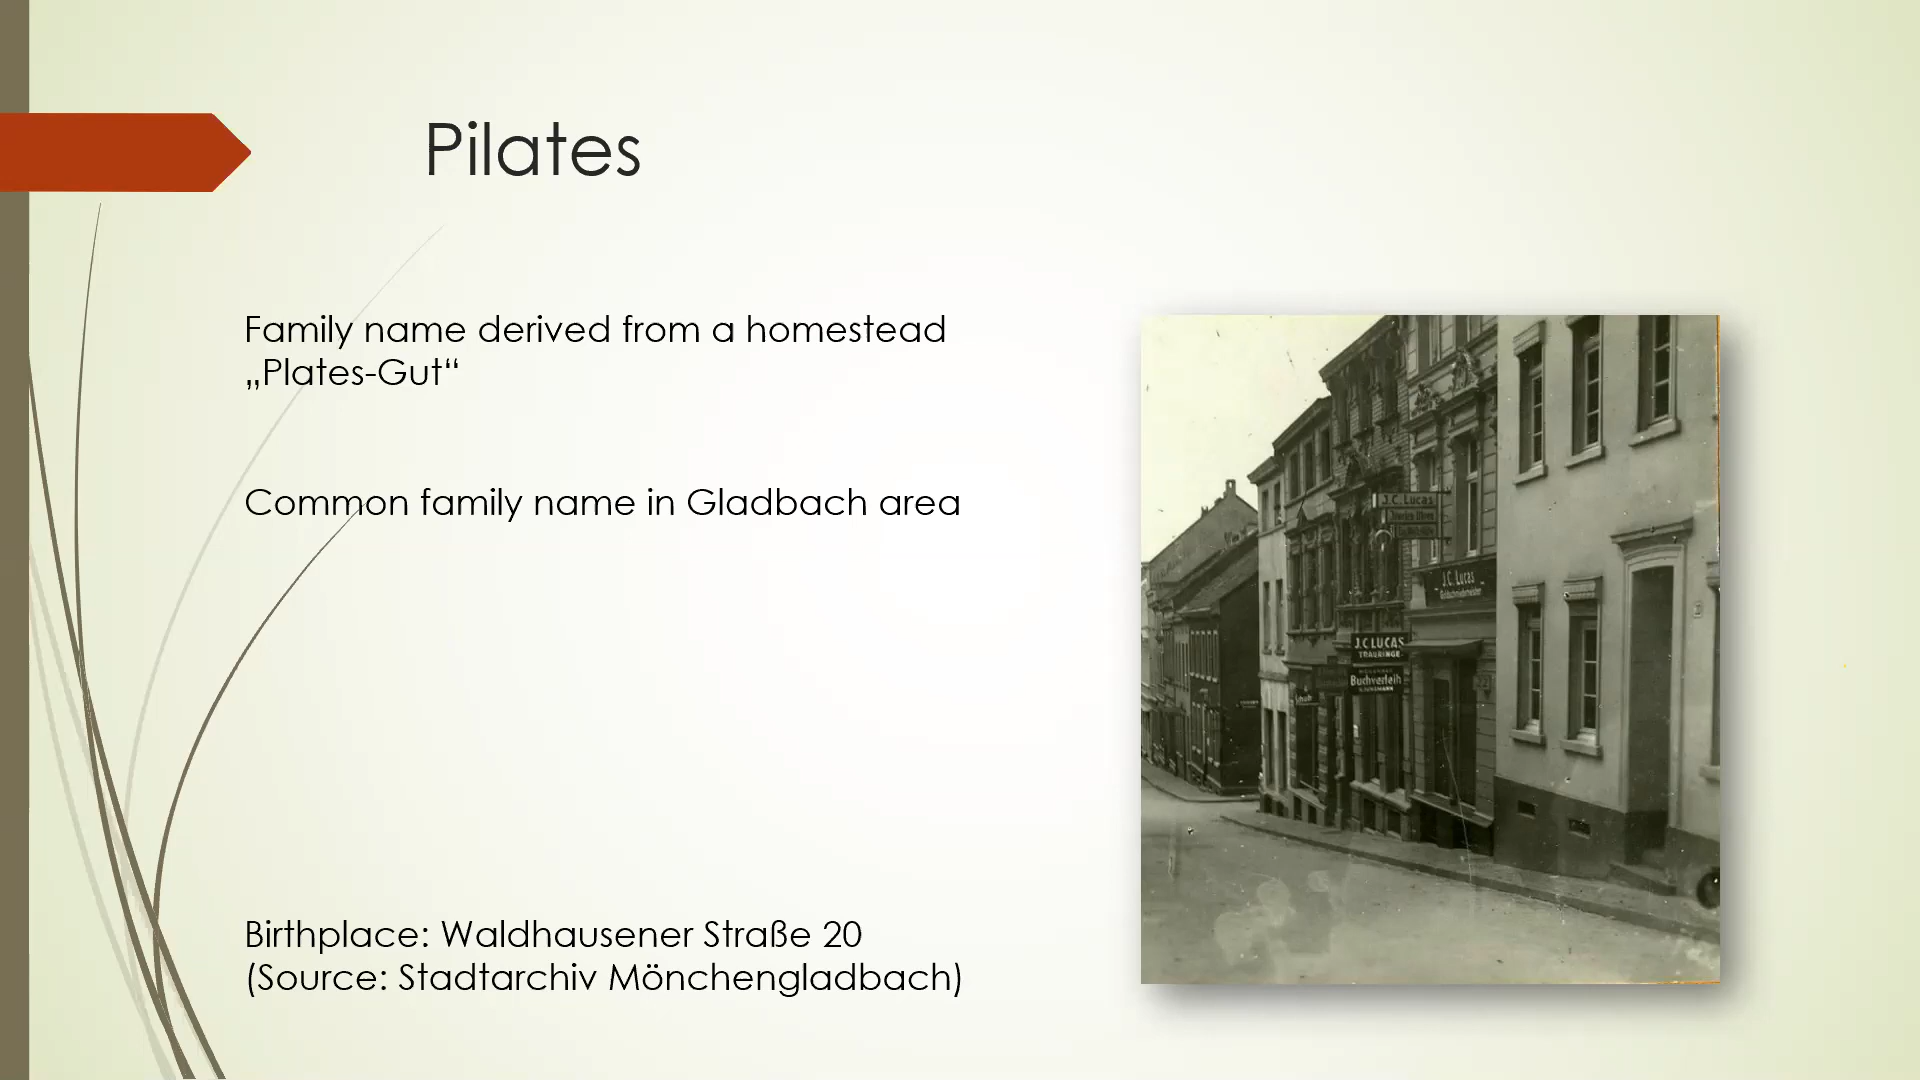 Pilates
Family name derived from a homestead
„Plates-Gut“
Common family name in Gladbach area
Birthplace: Waldhausener Straße 20
(Source: Stadtarchiv Mönchengladbach)
J.C. Lucas
J.C. Lucas
Goldschmiedemeister
J.C. LUCAS
TRAURINGE
Buchverleih